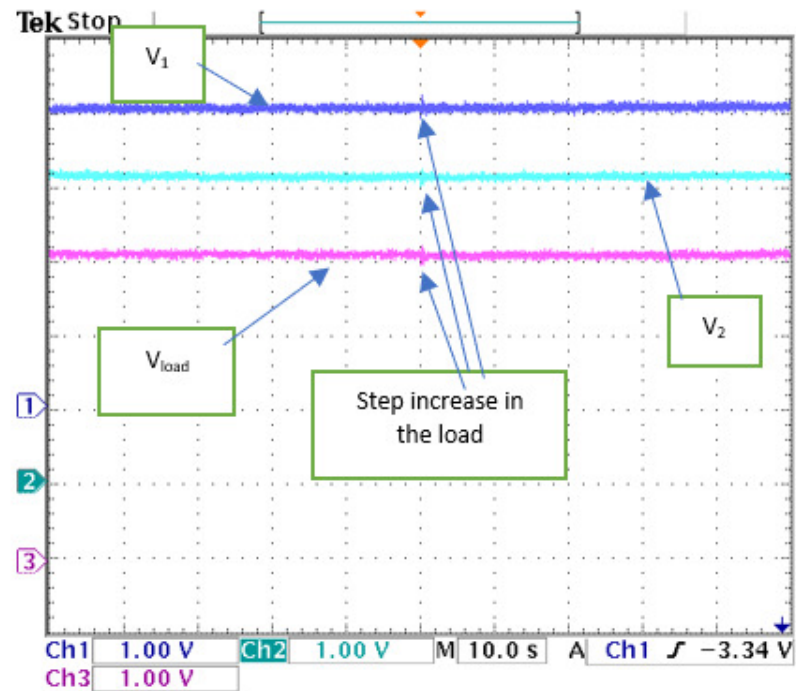 Tek Stop
V₁
V₂
V_load
Step increase in
the load
1
2
3
Ch1 1.00 V Ch2 1.00 V M 10.0 s A Ch1 ƒ -3.34 V
Ch3 1.00 V